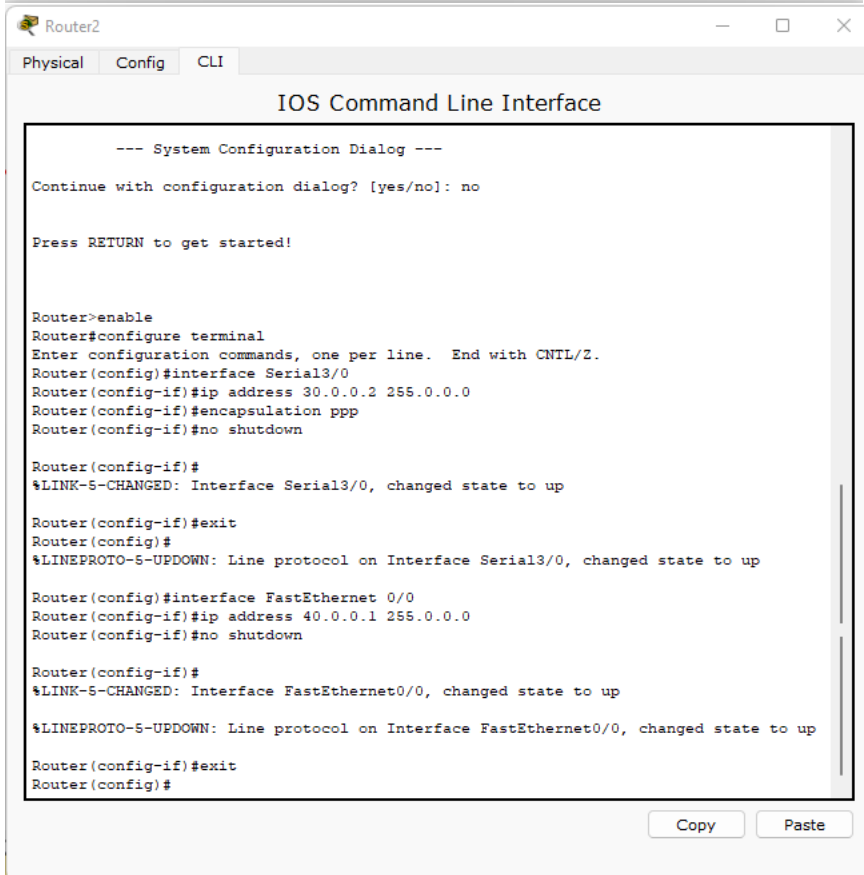 Router2
Physical Config CLI
IOS Command Line Interface
--- System Configuration Dialog ---
Continue with configuration dialog? [yes/no]: no
Press RETURN to get started!
Router>enable
Router#configure terminal
Enter configuration commands, one per line.  End with CNTL/Z.
Router(config)#interface Serial3/0
Router(config-if)#ip address 30.0.0.2 255.0.0.0
Router(config-if)#encapsulation ppp
Router(config-if)#no shutdown
Router(config-if)#
%LINK-5-CHANGED: Interface Serial3/0, changed state to up
Router(config-if)#exit
Router(config)#
%LINEPROTO-5-UPDOWN: Line protocol on Interface Serial3/0, changed state to up
Router(config)#interface FastEthernet 0/0
Router(config-if)#ip address 40.0.0.1 255.0.0.0
Router(config-if)#no shutdown
Router(config-if)#
%LINK-5-CHANGED: Interface FastEthernet0/0, changed state to up
%LINEPROTO-5-UPDOWN: Line protocol on Interface FastEthernet0/0, changed state to up
Router(config-if)#exit
Router(config)#
Copy Paste